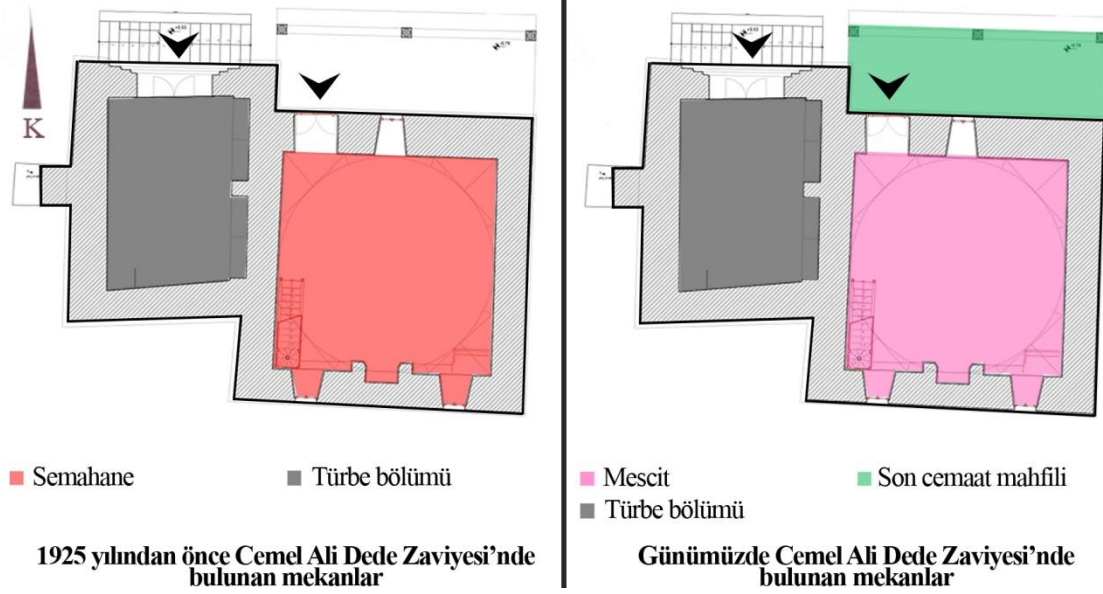 K
Semahane
Türbe bölümü
1925 yılından önce Cemel Ali Dede Zaviyesi’nde
bulunan mekanlar
Mescit
Son cemaat mahfili
Türbe bölümü
Günümüzde Cemel Ali Dede Zaviyesi’nde
bulunan mekanlar